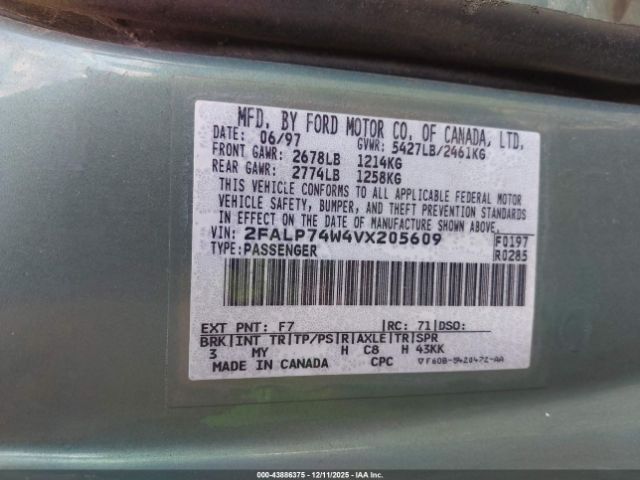 MFD. BY FORD MOTOR CO. OF CANADA, LTD.
DATE: 06/97 GVWR: 5427LB/2461KG
FRONT GAWR: 2678LB 1214KG
REAR GAWR: 2774LB 1258KG
THIS VEHICLE CONFORMS TO ALL APPLICABLE FEDERAL MOTOR
VEHICLE SAFETY, BUMPER, AND THEFT PREVENTION STANDARDS
IN EFFECT ON THE DATE OF MANUFACTURE SHOWN ABOVE.
VIN: 2FALP74W4VX205609 F0197
TYPE: PASSENGER R0285
EXT PNT: F7 |RC: 71|DSO:
BRK|INT TR|TP/PS|R|AXLE|TR|SPR
3 MY H C8 H 43KK
MADE IN CANADA CPC ▽F60B-5420472-AA
000-43886375 - 12/11/2025 - IAA Inc.